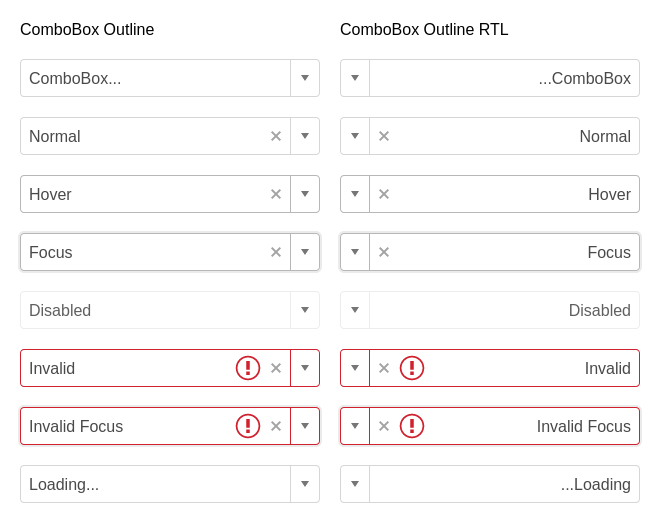 ComboBox Outline
ComboBox...
Normal
Hover
Focus
Disabled
Invalid
Invalid Focus
Loading...
ComboBox Outline RTL
...ComboBox
Normal
Hover
Focus
Disabled
Invalid
Invalid Focus
...Loading